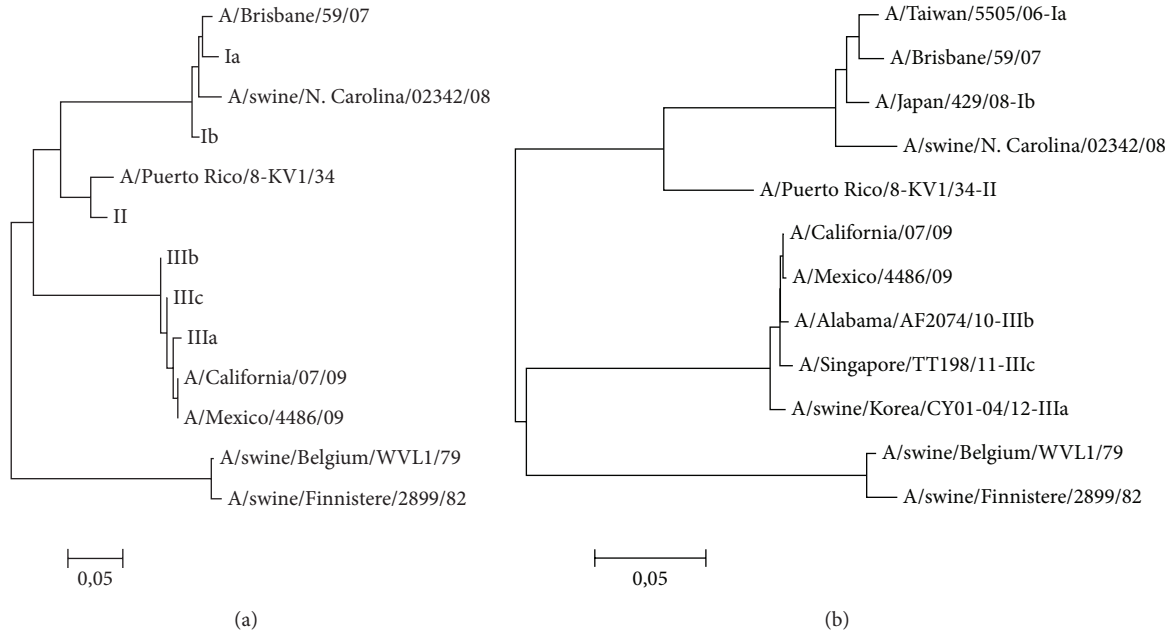 A/Brisbane/59/07
Ia
A/swine/N. Carolina/02342/08
Ib
A/Puerto Rico/8-KV1/34
II
IIIb
IIIc
IIIa
A/California/07/09
A/Mexico/4486/09
A/swine/Belgium/WVL1/79
A/swine/Finnistere/2899/82
0,05
(a)
A/Taiwan/5505/06-Ia
A/Brisbane/59/07
A/Japan/429/08-Ib
A/swine/N. Carolina/02342/08
A/Puerto Rico/8-KV1/34-II
A/California/07/09
A/Mexico/4486/09
A/Alabama/AF2074/10-IIIb
A/Singapore/TT198/11-IIIc
A/swine/Korea/CY01-04/12-IIIa
A/swine/Belgium/WVL1/79
A/swine/Finnistere/2899/82
0,05
(b)